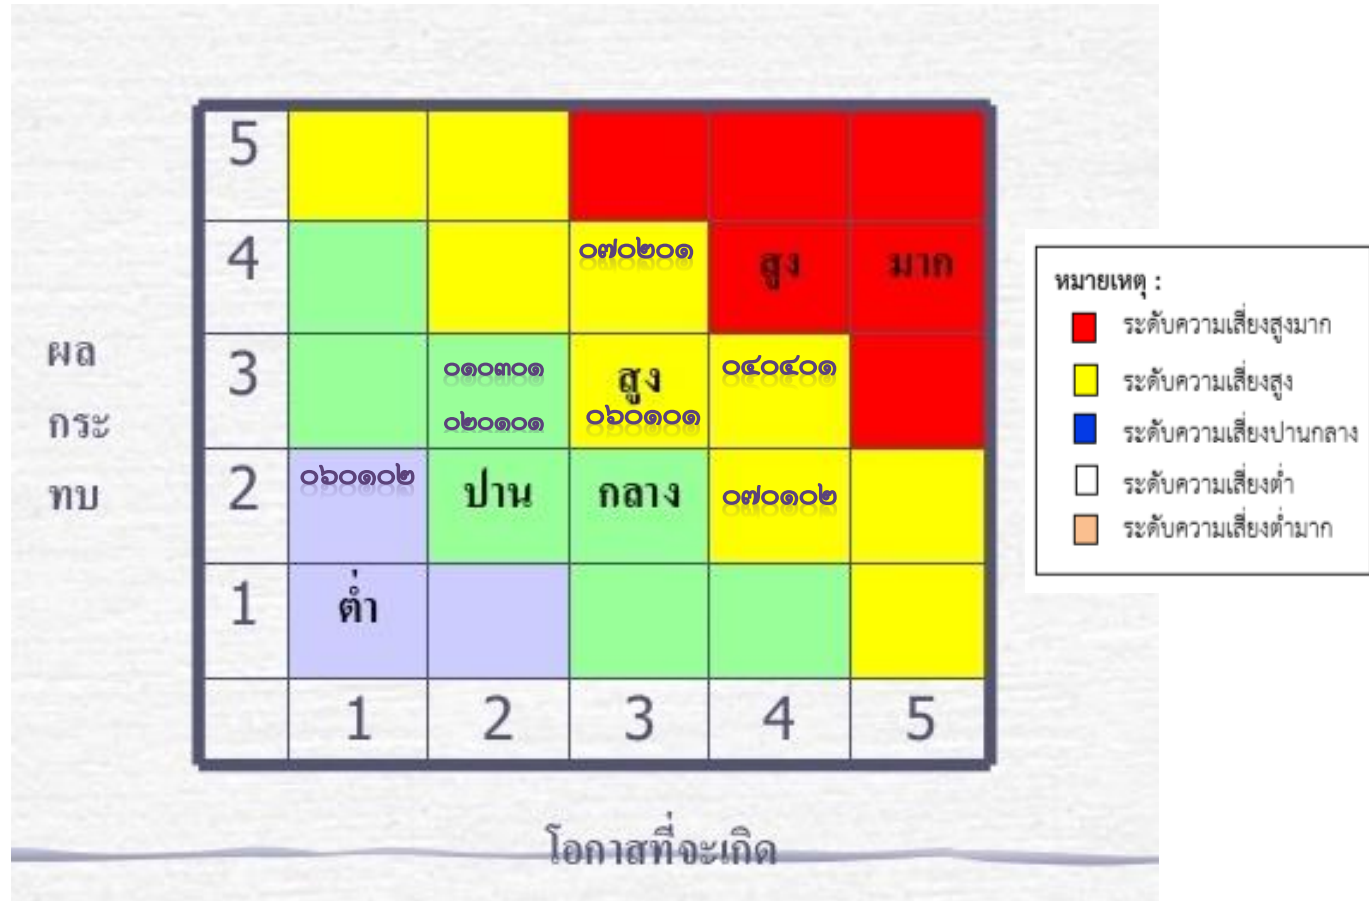 5
4 ๐๗๐๒๐๑ สูง มาก
ผล
กระ
ทบ
3 ๐๑๐๓๐๑ สูง ๐๔๐๔๐๑
๐๒๐๑๐๑ ๐๖๐๑๐๑
2 ๐๖๐๑๐๒ ปาน กลาง ๐๗๐๑๐๒
1 ต่ำ
1 2 3 4 5
โอกาสที่จะเกิด
หมายเหตุ :
ระดับความเสี่ยงสูงมาก
ระดับความเสี่ยงสูง
ระดับความเสี่ยงปานกลาง
ระดับความเสี่ยงต่ำ
ระดับความเสี่ยงต่ำมาก